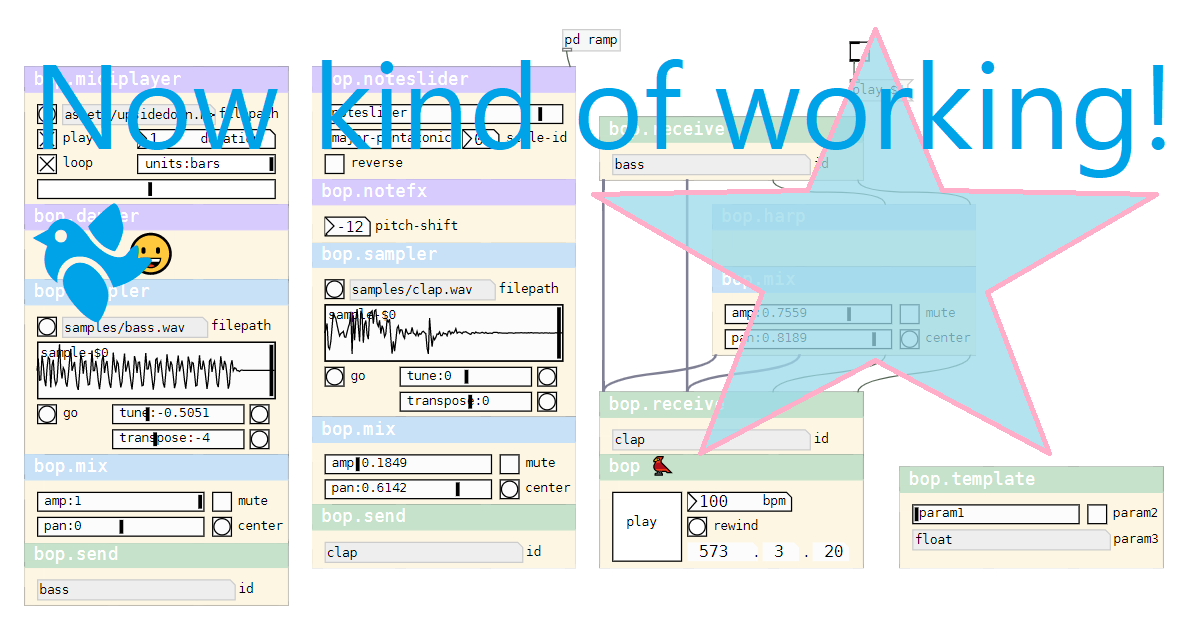 Now kind of working!
pd ramp
bop.midiplayer
filepath
play
1 duration
loop
units:bars
bop.dancer
bop.sampler
samples/bass.wav filepath
sample-$0
go
tune:-0.5051
transpose:-4
bop.mix
amp:1
mute
pan:0
center
bop.send
bass id
bop.noteslider
noteslider
major-pentatonic
0 scale-id
reverse
bop.notefx
-12 pitch-shift
bop.sampler
samples/clap.wav filepath
sample-$0
go
tune:0
transpose:0
bop.mix
amp:0.1849
mute
pan:0.6142
center
bop.send
clap id
play $
bop.receive
bass id
bop.harp
bop.mix
amp:0.7559
mute
pan:0.8189
center
bop.receive
clap id
bop
play
100 bpm
rewind
573 . 3 . 20
bop.template
param1
param2
float param3